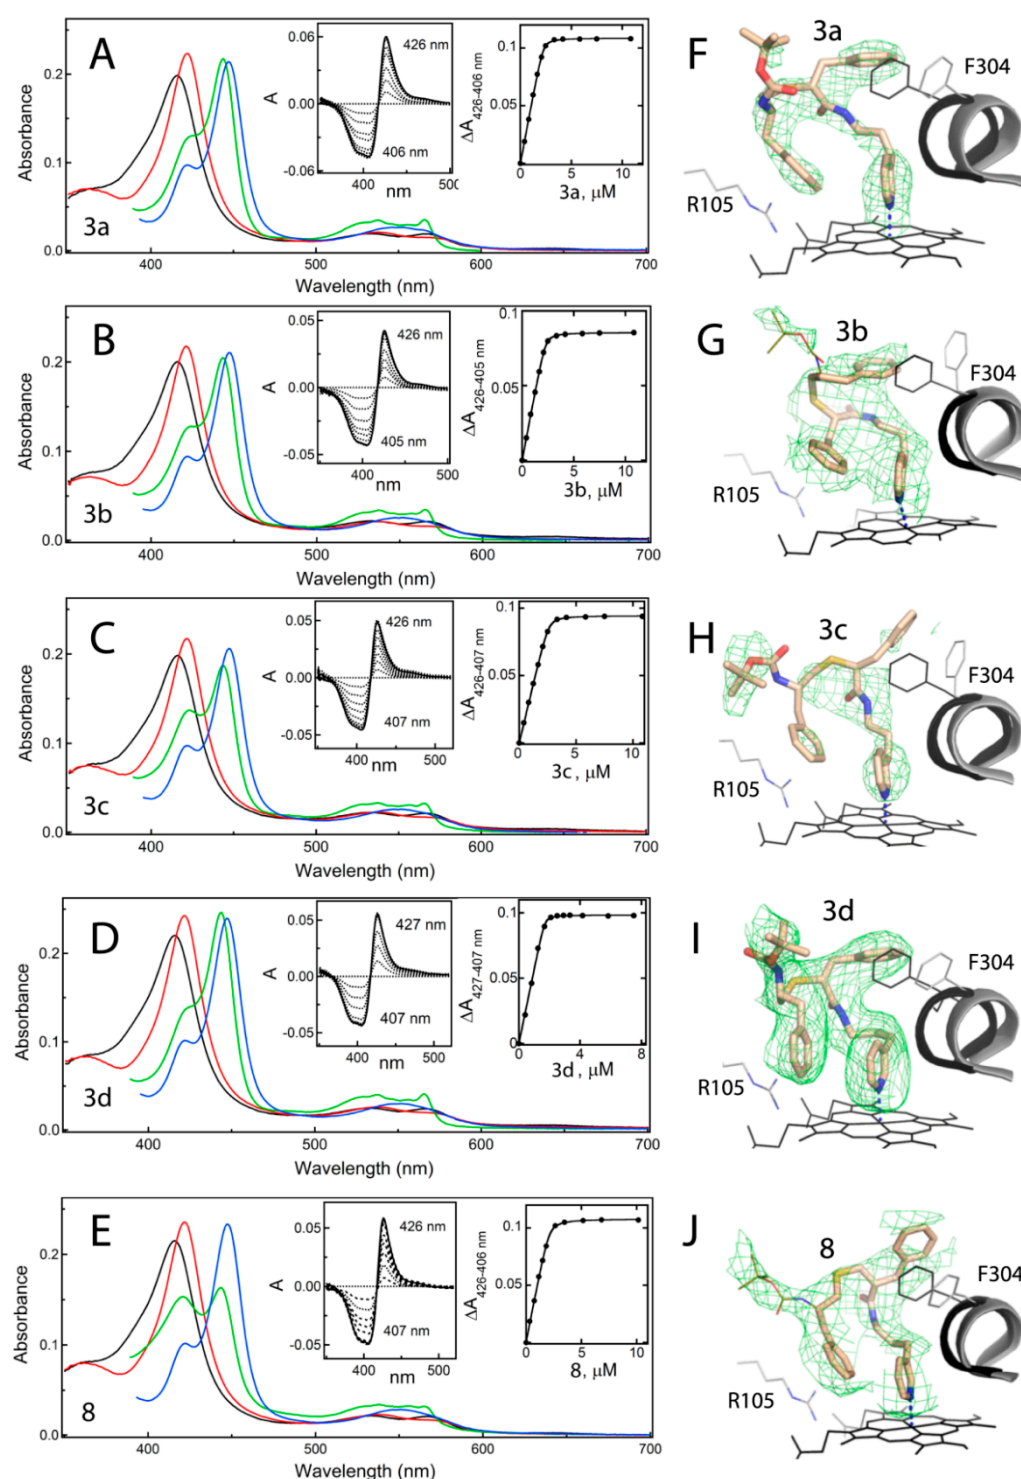 A
Absorbance
0.2
0.1
0.0
3a
400
500
600
700
Wavelength (nm)
A
0.06
0.00
-0.06
426 nm
406 nm
400
500
nm
ΔA426-406 nm
0.1
0.05
0
5
10
3a, μM
F
3a
F304
R105
B
Absorbance
0.2
0.1
0.0
3b
400
500
600
700
Wavelength (nm)
A
0.05
0.00
-0.05
426 nm
405 nm
400
500
nm
ΔA426-405 nm
0.1
0.05
0
0
5
10
3b, μM
G
3b
F304
R105
C
Absorbance
0.2
0.1
0.0
3c
400
500
600
700
Wavelength (nm)
A
0.05
0.00
-0.05
426 nm
407 nm
400
500
nm
ΔA426-407 nm
0.1
0.05
0
0
5
10
3c, μM
H
3c
F304
R105
D
Absorbance
0.2
0.1
0.0
3d
400
500
600
700
Wavelength (nm)
A
0.05
0.00
-0.05
427 nm
407 nm
400
500
nm
ΔA427-407 nm
0.1
0.05
0
0
4
8
3d, μM
I
3d
F304
R105
E
Absorbance
0.2
0.1
0.0
8
400
500
600
700
Wavelength (nm)
A
0.05
0.00
-0.05
426 nm
407 nm
400
500
nm
ΔA426-406 nm
0.1
0.05
0
0
5
10
8, μM
J
8
F304
R105